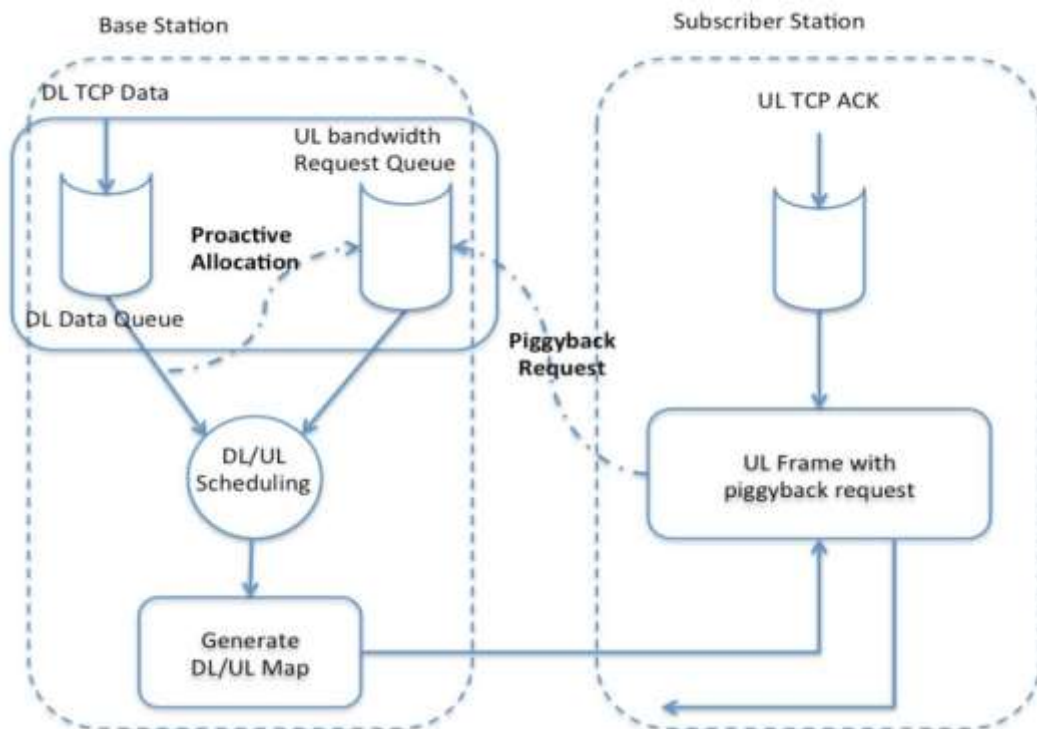 Base Station
Subscriber Station
DL TCP Data
UL bandwidth
Request Queue
UL TCP ACK
Proactive
Allocation
DL Data Queue
Piggyback
Request
DL/UL
Scheduling
UL Frame with
piggyback request
Generate
DL/UL Map